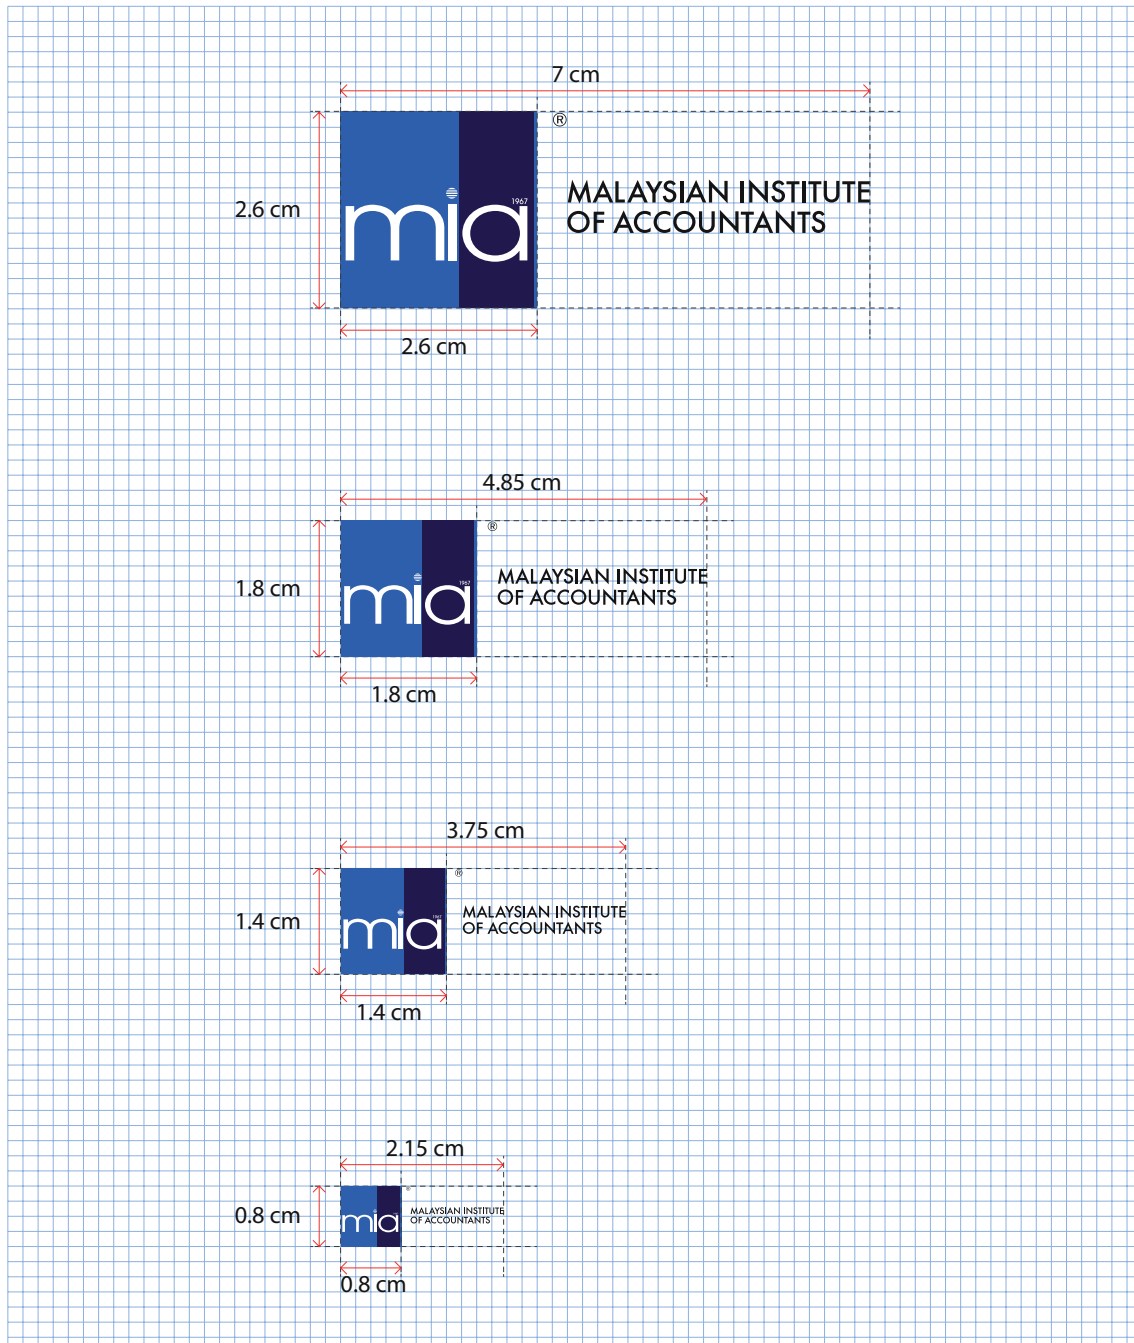 7 cm
®
2.6 cm
mia
1967
MALAYSIAN INSTITUTE
OF ACCOUNTANTS
2.6 cm
4.85 cm
®
1.8 cm
mia
1967
MALAYSIAN INSTITUTE
OF ACCOUNTANTS
1.8 cm
3.75 cm
®
1.4 cm
mia
1967
MALAYSIAN INSTITUTE
OF ACCOUNTANTS
1.4 cm
2.15 cm
0.8 cm
mia
MALAYSIAN INSTITUTE
OF ACCOUNTANTS
0.8 cm